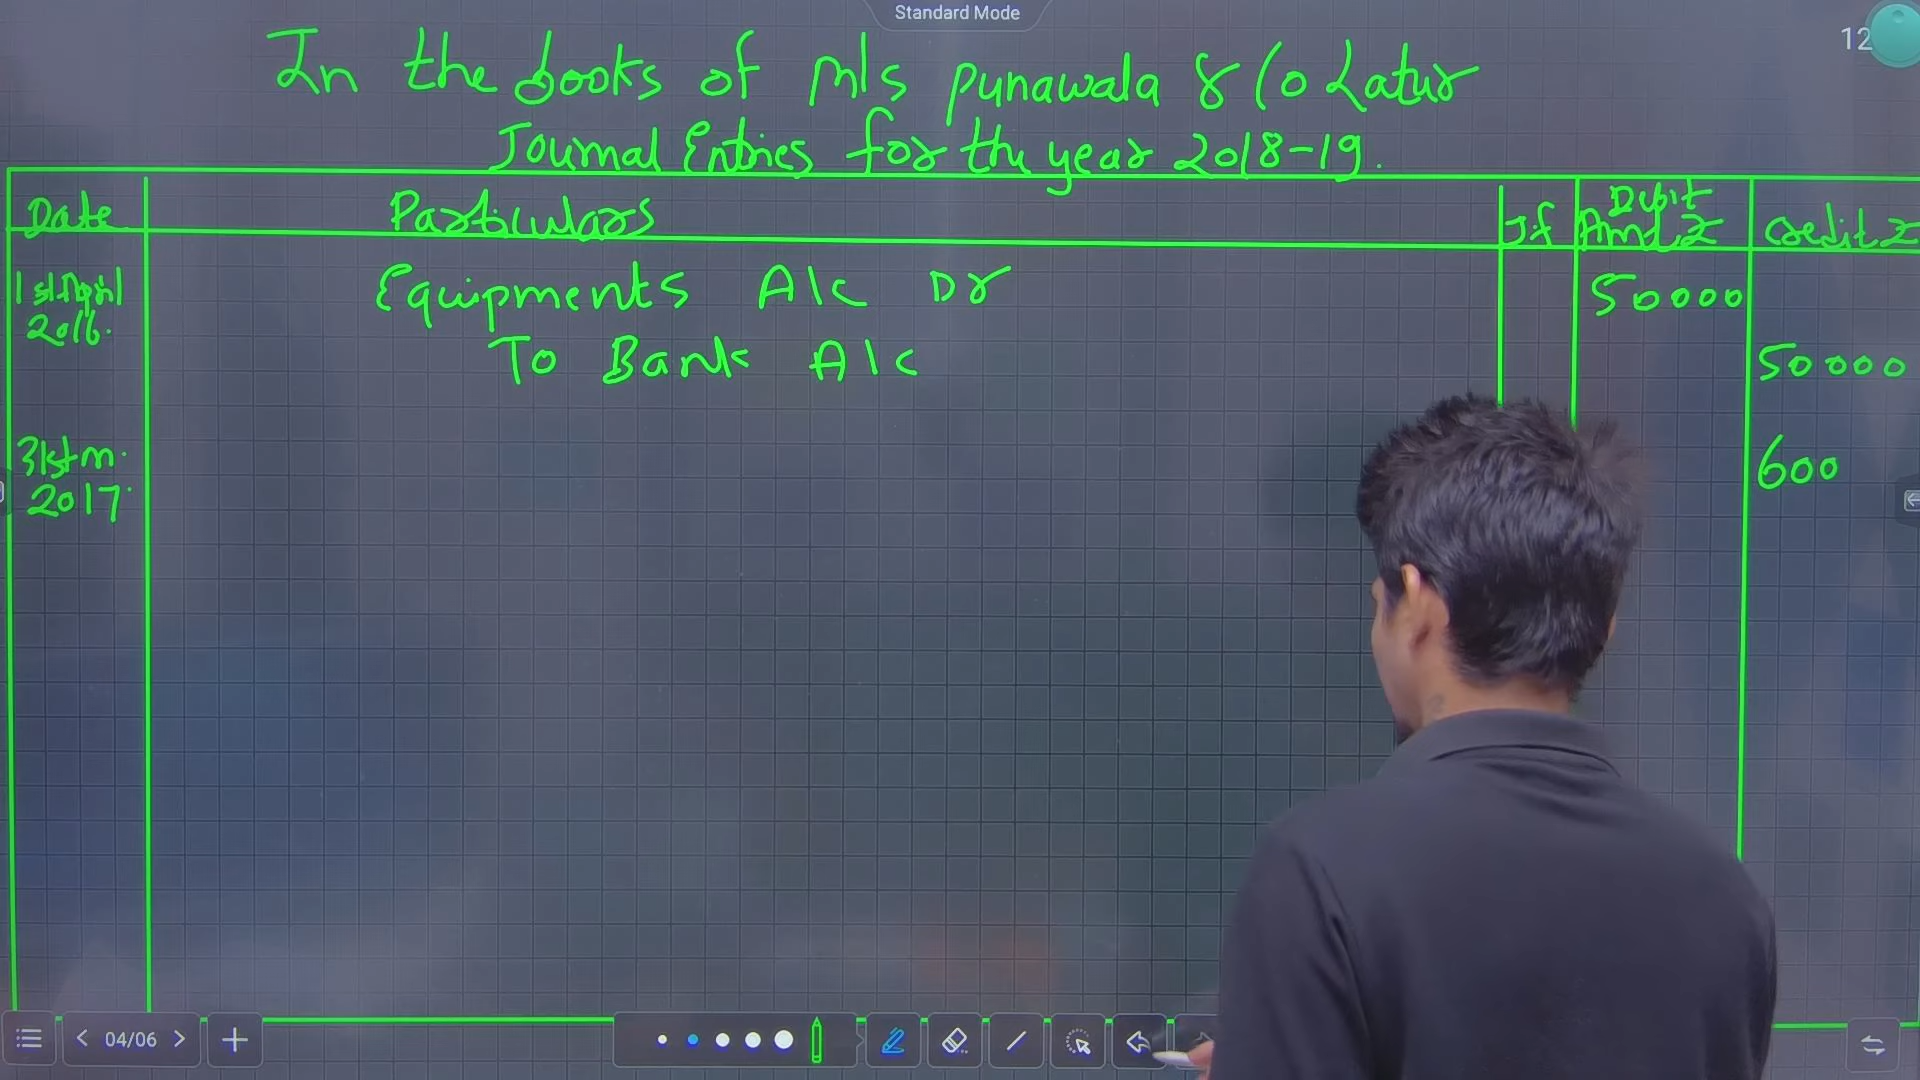 Standard Mode
12
In the books of M/s Punawala & Co Latur
Journal Entries for the year 2018-19.
Date Particulars J.f Debit Amt.₹ Credit ₹
1st April 2016. Equipments A/c Dr 50000
To Bank A/c 50000
31st m. 2017. 600
04/06